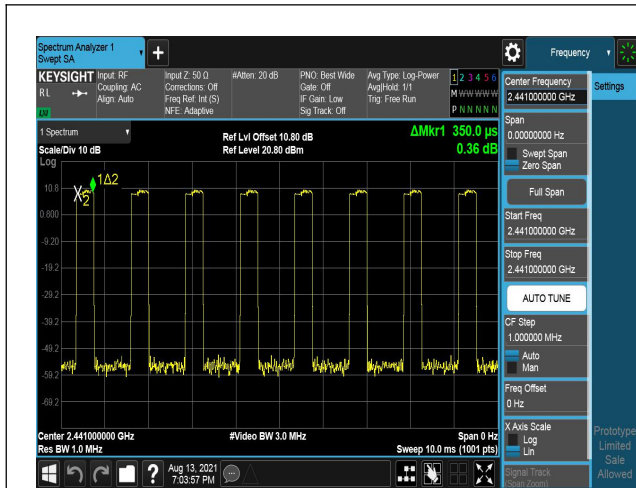 Spectrum Analyzer 1
Swept SA
Frequency
KEYSIGHT
RL
Input: RF
Coupling: AC
Align: Auto
Input Z: 50 Ω
Corrections: Off
Freq Ref: Int (S)
NFE: Adaptive
#Atten: 20 dB
PNO: Best Wide
Gate: Off
IF Gain: Low
Sig Track: Off
Avg Type: Log-Power
Avg|Hold: 1/1
Trig: Free Run
1 2 3 4 5 6
M W W W W W
P N N N N N
1 Spectrum
Scale/Div 10 dB
Log
Ref Lvl Offset 10.80 dB
Ref Level 20.80 dBm
ΔMkr1 350.0 µs
0.36 dB
1Δ2
X2
10.8
0.800
-9.20
-19.2
-29.2
-39.2
-49.2
-59.2
-69.2
Center 2.441000000 GHz
Res BW 1.0 MHz
#Video BW 3.0 MHz
Span 0 Hz
Sweep 10.0 ms (1001 pts)
Aug 13, 2021
7:03:57 PM
Center Frequency
2.441000000 GHz
Span
0.00000000 Hz
Swept Span
Zero Span
Full Span
Start Freq
2.441000000 GHz
Stop Freq
2.441000000 GHz
AUTO TUNE
CF Step
1.000000 MHz
Auto
Man
Freq Offset
0 Hz
X Axis Scale
Log
Lin
Signal Track
(Span Zoom)
Settings
Prototype
Limited
Sale
Allowed